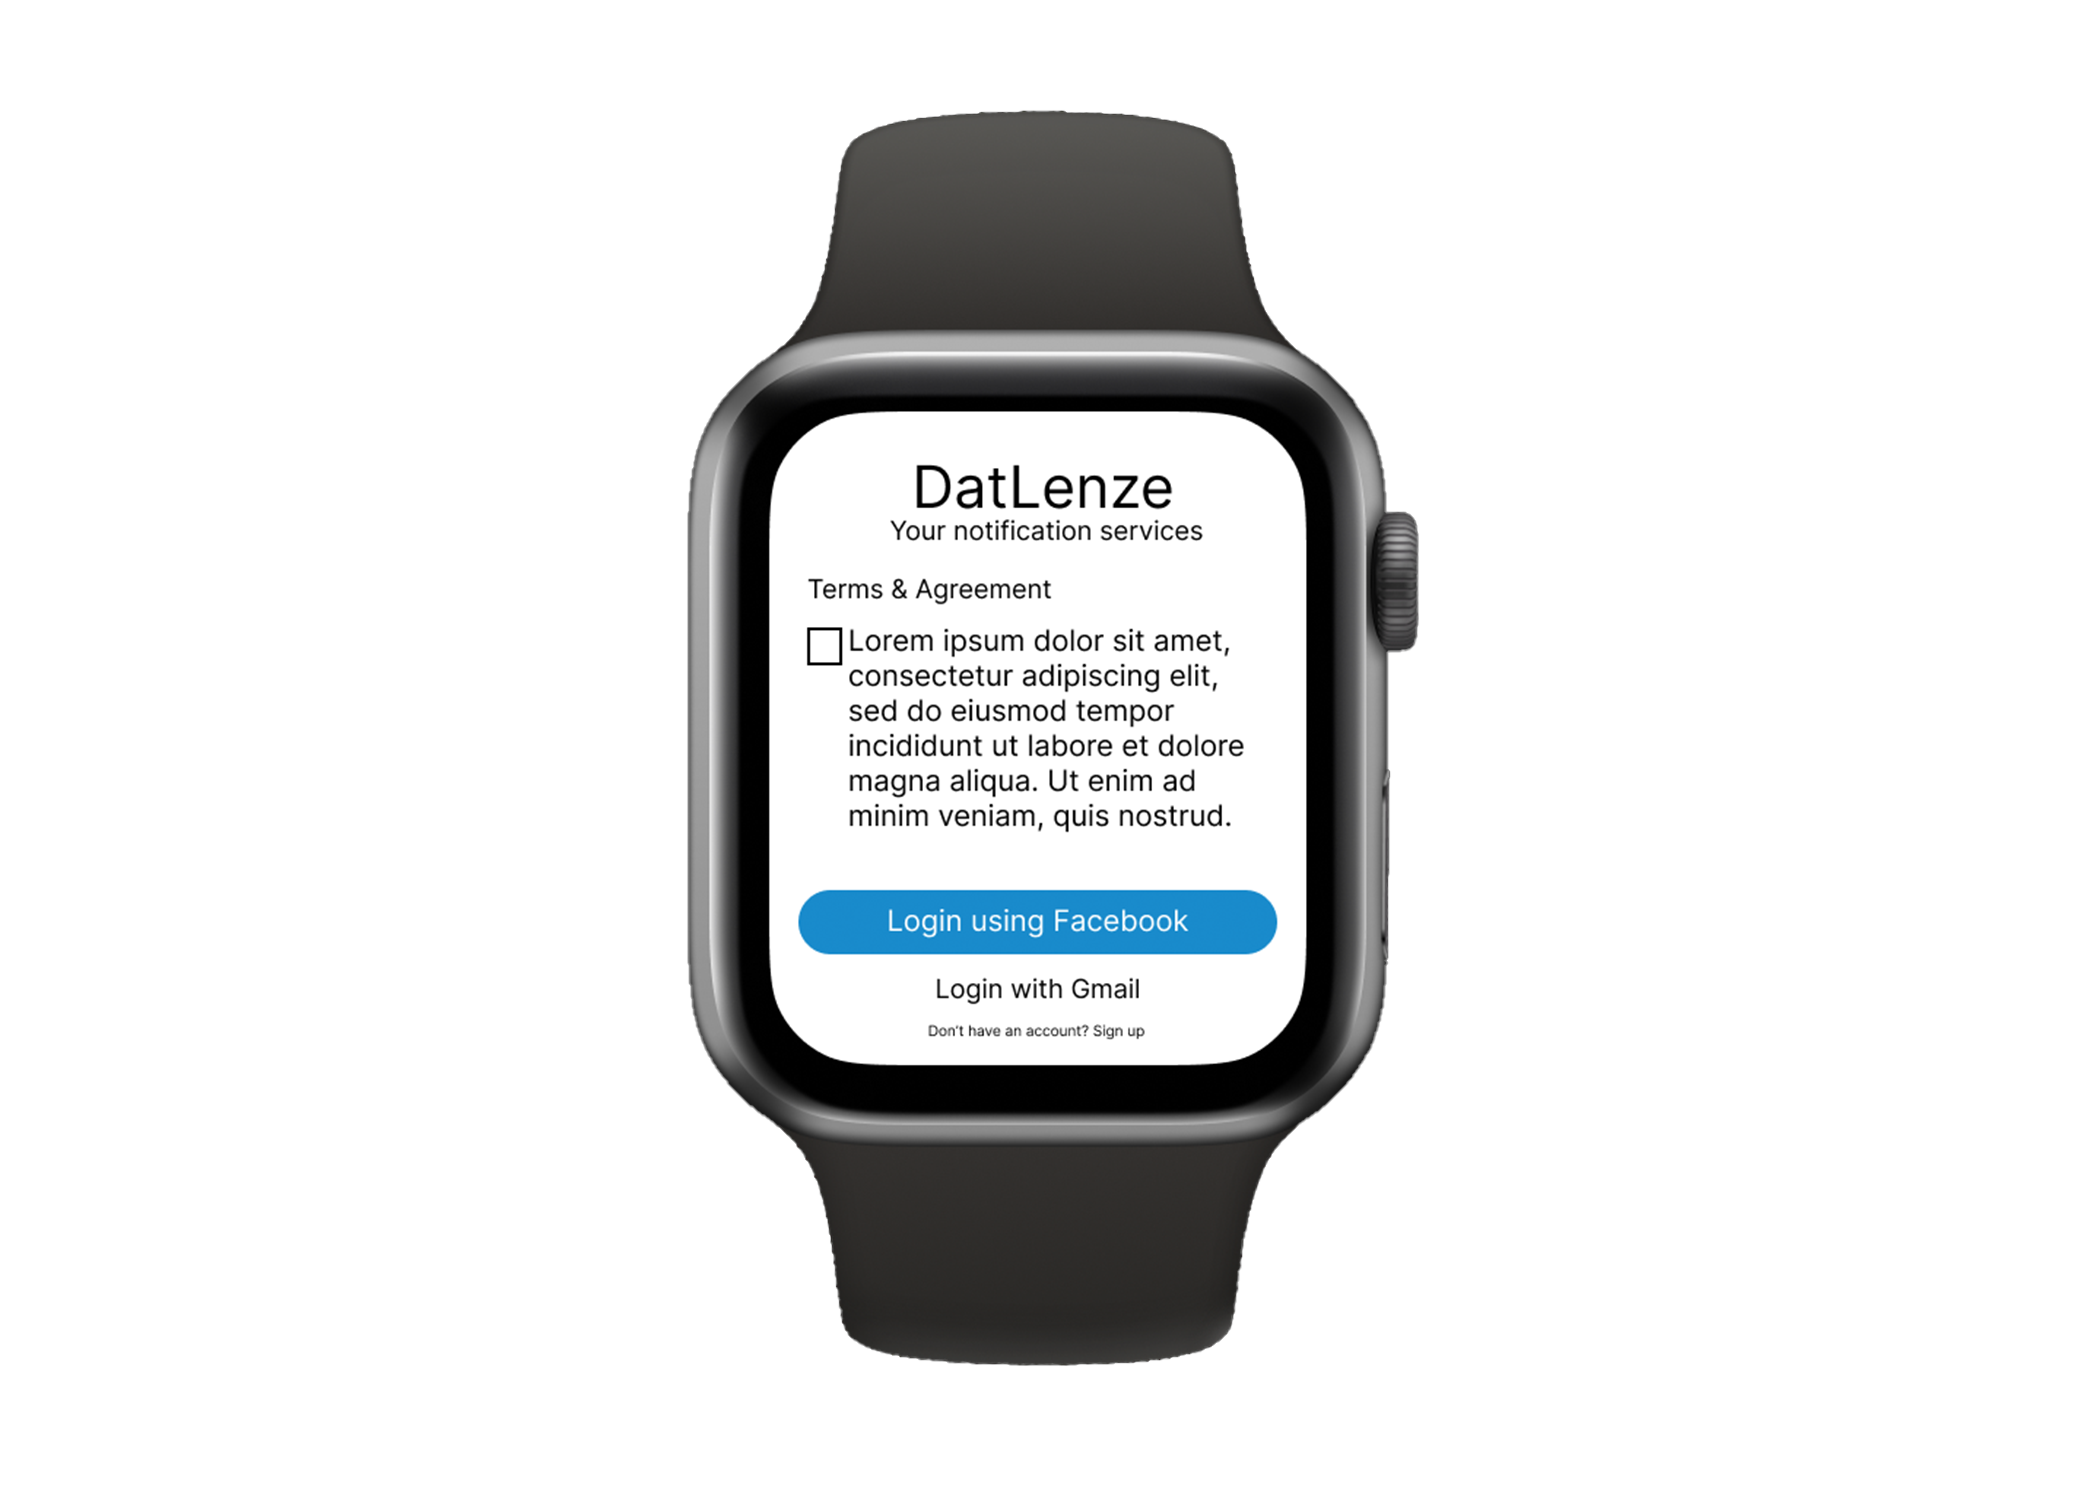 DatLenze
Your notification services
Terms & Agreement
Lorem ipsum dolor sit amet,
consectetur adipiscing elit,
sed do eiusmod tempor
incididunt ut labore et dolore
magna aliqua. Ut enim ad
minim veniam, quis nostrud.
Login using Facebook
Login with Gmail
Don't have an account? Sign up